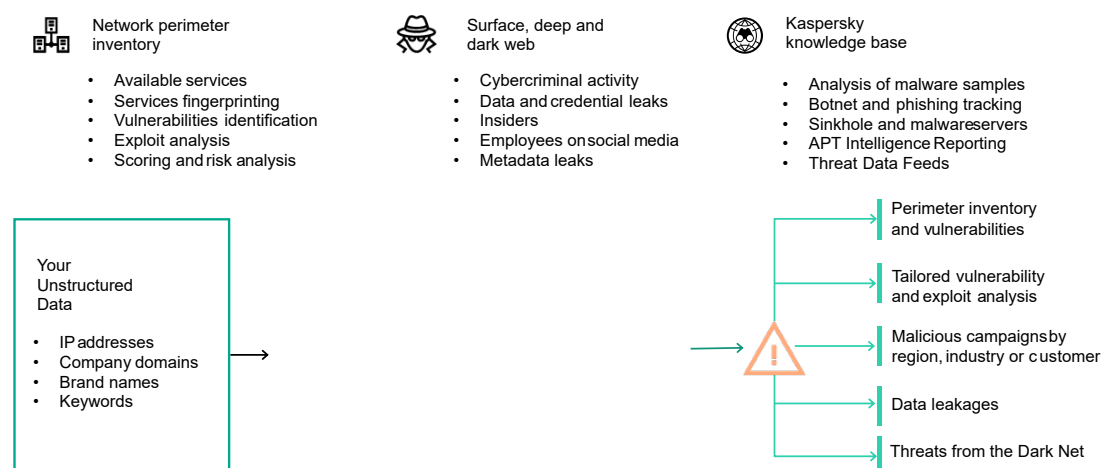 Network perimeter
inventory
• Available services
• Services fingerprinting
• Vulnerabilities identification
• Exploit analysis
• Scoring and risk analysis
Surface, deep and
dark web
• Cybercriminal activity
• Data and credential leaks
• Insiders
• Employees on social media
• Metadata leaks
Kaspersky
knowledge base
• Analysis of malware samples
• Botnet and phishing tracking
• Sinkhole and malware servers
• APT Intelligence Reporting
• Threat Data Feeds
Your
Unstructured
Data
• IP addresses
• Company domains
• Brand names
• Keywords
Perimeter inventory
and vulnerabilities
Tailored vulnerability
and exploit analysis
Malicious campaigns by
region, industry or customer
Data leakages
Threats from the Dark Net